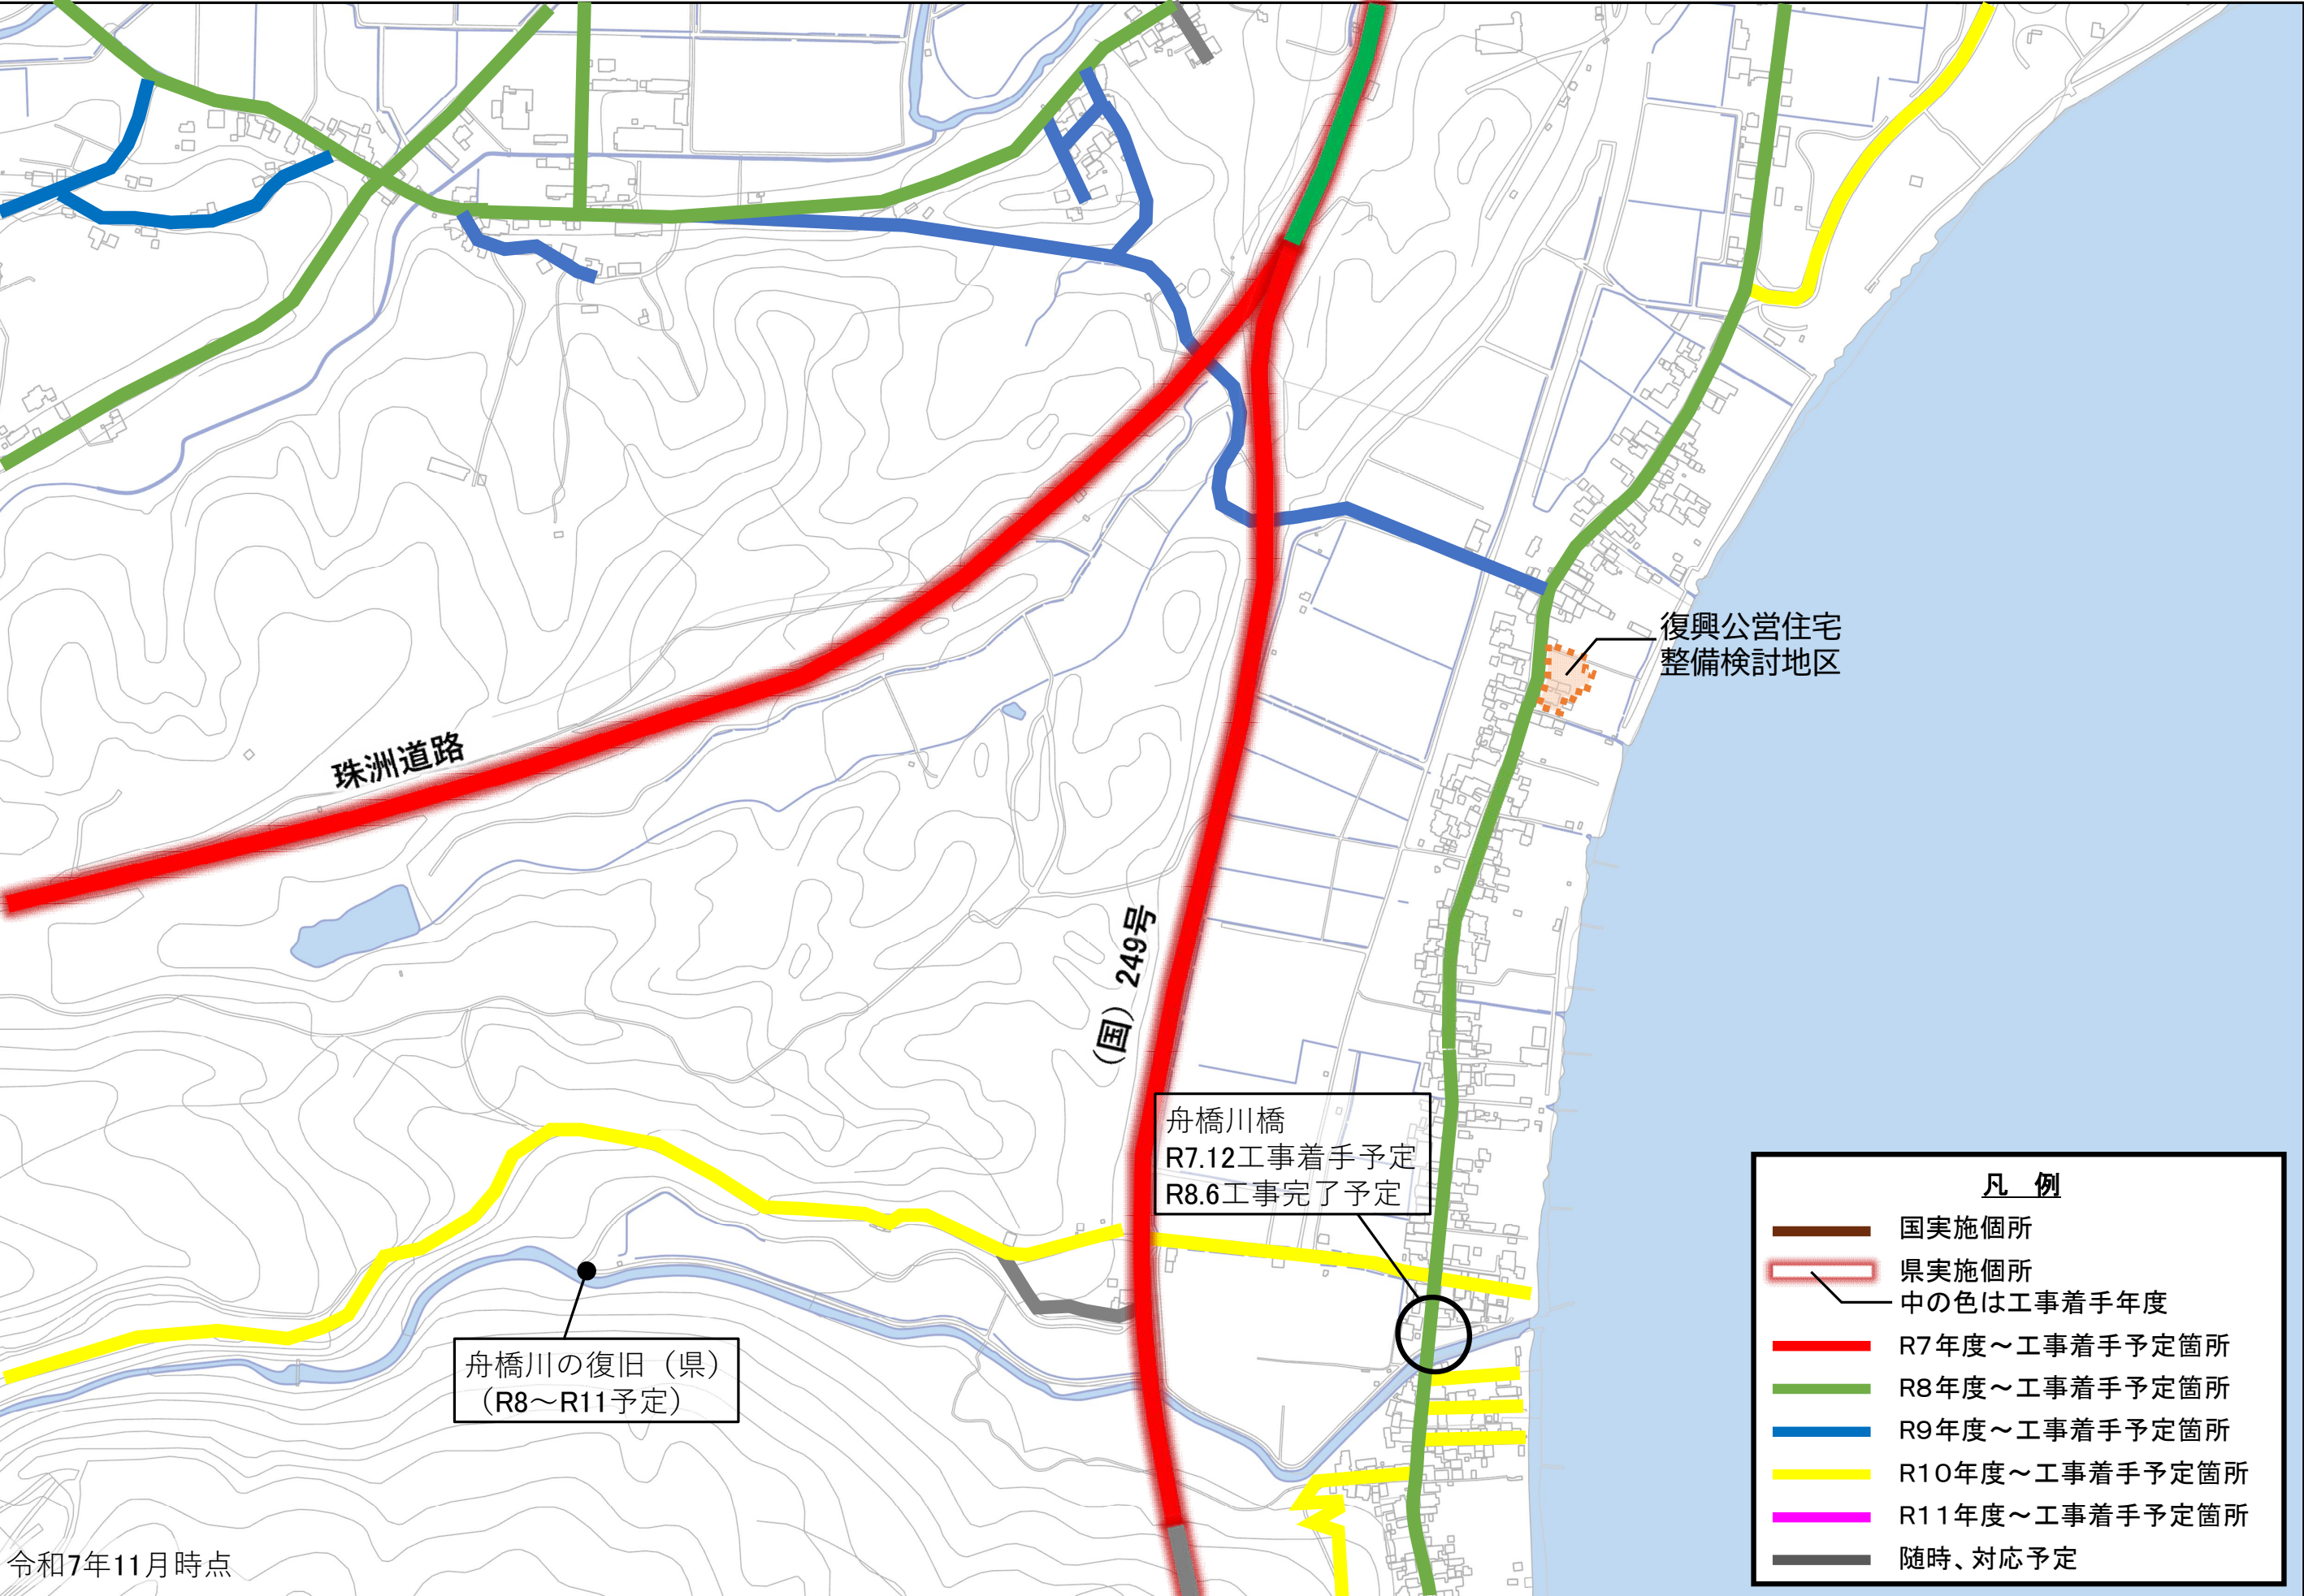 復興公営住宅
整備検討地区
珠洲道路
（国）249号
舟橋川橋
R7.12工事着手予定
R8.6工事完了予定
舟橋川の復旧（県）
（R8～R11予定）
凡　例
国実施個所
県実施個所
中の色は工事着手年度
R7年度～工事着手予定箇所
R8年度～工事着手予定箇所
R9年度～工事着手予定箇所
R10年度～工事着手予定箇所
R11年度～工事着手予定箇所
随時、対応予定
令和7年11月時点